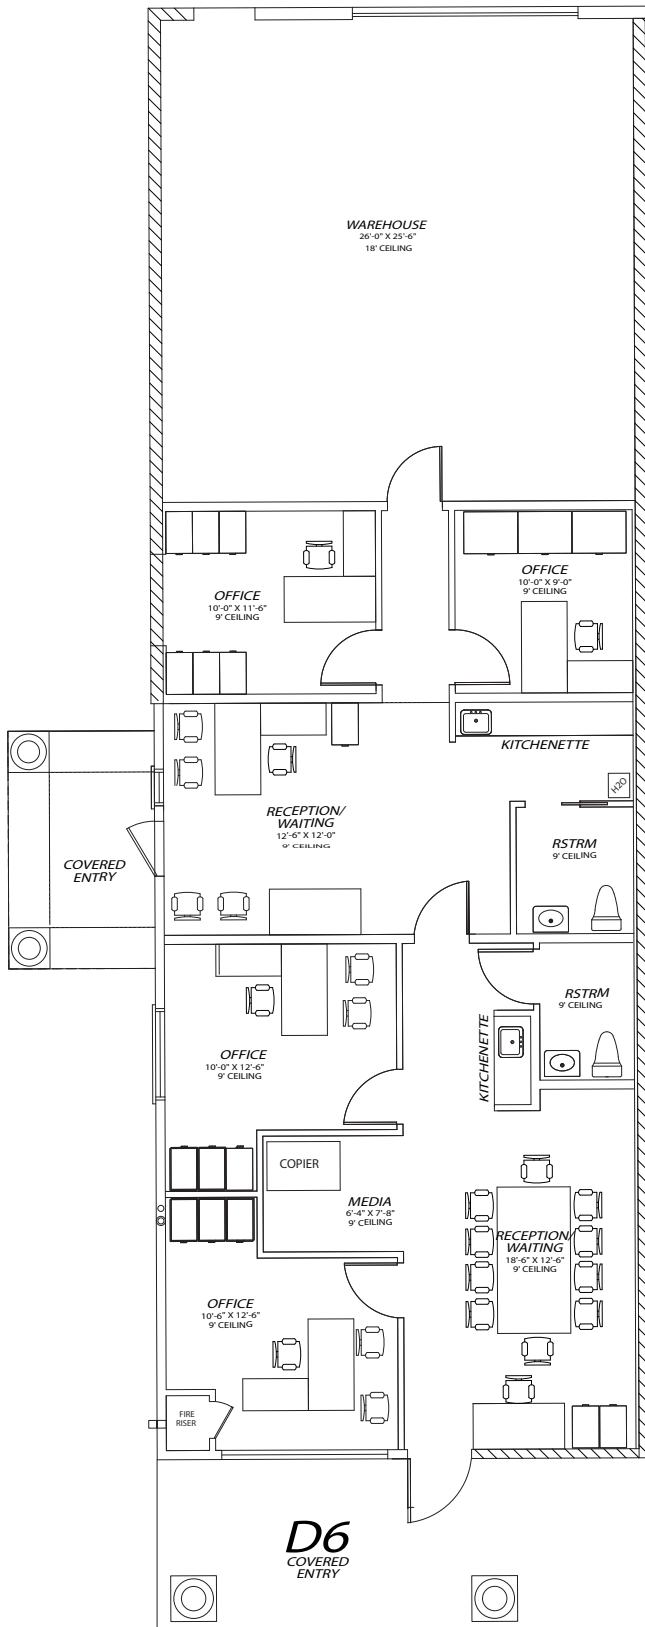 WAREHOUSE
26'-0" X 25'-6"
18' CEILING
OFFICE
10'-0" X 11'-6"
9' CEILING
OFFICE
10'-0" X 9'-0"
9' CEILING
KITCHENETTE
H2O
RECEPTION/
WAITING
12'-6" X 12'-0"
9' CEILING
RSTRM
9' CEILING
COVERED
ENTRY
RSTRM
9' CEILING
KITCHENETTE
OFFICE
10'-0" X 12'-6"
9' CEILING
COPIER
MEDIA
6'-4" X 7'-8"
9' CEILING
RECEPTION/
WAITING
18'-6" X 12'-6"
9' CEILING
OFFICE
10'-6" X 12'-6"
9' CEILING
FIRE
RISER
D6
COVERED
ENTRY